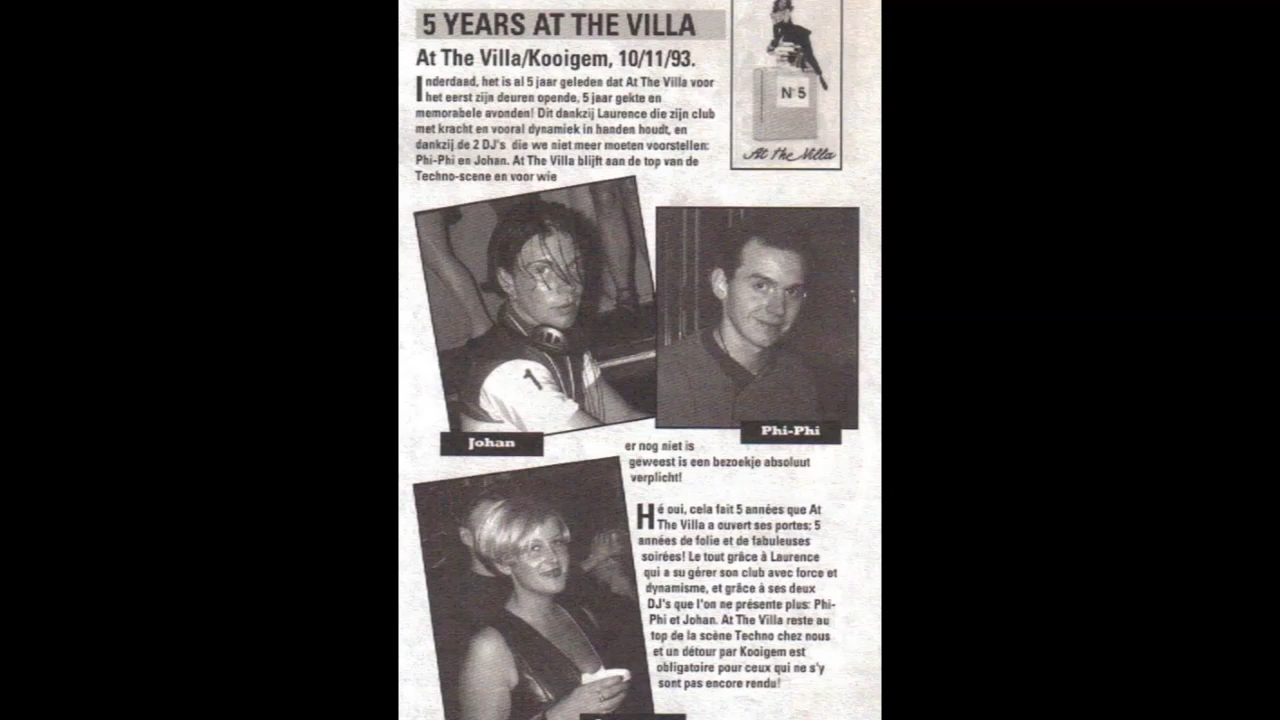 5 YEARS AT THE VILLA
At The Villa/Kooigem, 10/11/93.
Inderdaad, het is al 5 jaar geleden dat At The Villa voor
het eerst zijn deuren opende, 5 jaar gekte en
memorabele avonden! Dit dankzij Laurence die zijn club
met kracht en vooral dynamiek in handen houdt, en
dankzij de 2 DJ's die we niet meer moeten voorstellen:
Phi-Phi en Johan. At The Villa blijft aan de top van de
Techno-scene en voor wie
N°5
At the Villa
Johan
Phi-Phi
er nog niet is
geweest is een bezoekje absoluut
verplicht!
Hé oui, cela fait 5 années que At
The Villa a ouvert ses portes; 5
années de folie et de fabuleuses
soirées! Le tout grâce à Laurence
qui a su gérer son club avec force et
dynamisme, et grâce à ses deux
DJ's que l'on ne présente plus: Phi-
Phi et Johan. At The Villa reste au
top de la scène Techno chez nous
et un détour par Kooigem est
obligatoire pour ceux qui ne s'y
sont pas encore rendu!
1